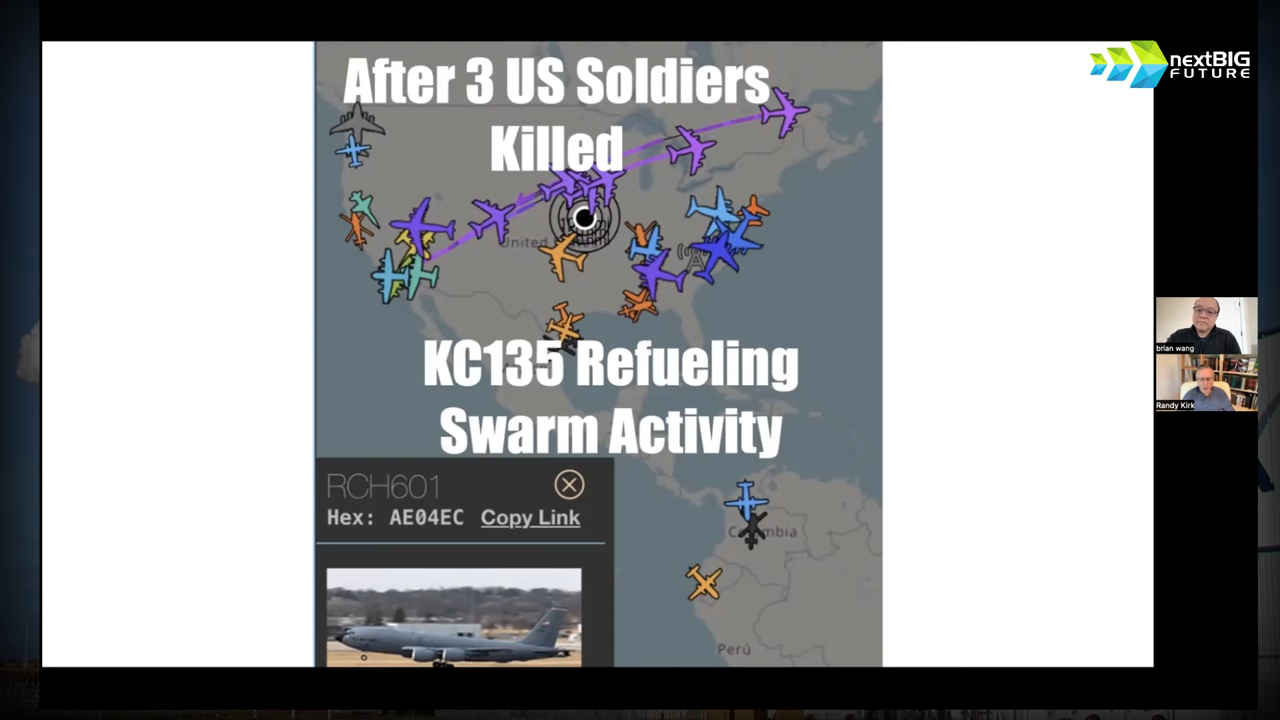 nextBIG
FUTURE
After 3 US Soldiers
Killed
United
KC135 Refueling
Swarm Activity
RCH601
Hex: AE04EC Copy Link
Perú
brian wang
Randy Kirk